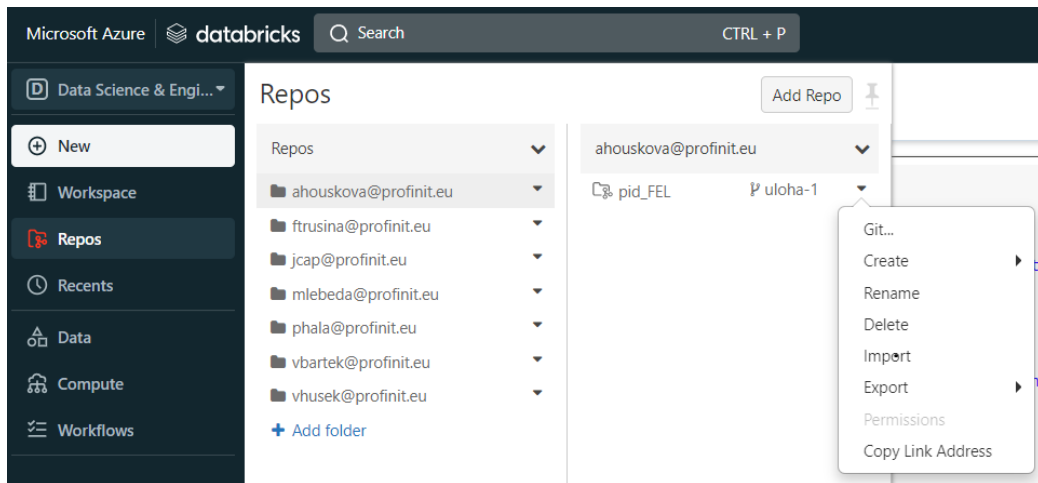 Microsoft Azure databricks Search CTRL + P
D Data Science & Engi...
New
Workspace
Repos
Recents
Data
Compute
Workflows
Repos Add Repo
Repos
ahouskova@profinit.eu
ftrusina@profinit.eu
jcap@profinit.eu
mlebeda@profinit.eu
phala@profinit.eu
vbartek@profinit.eu
vhusek@profinit.eu
+ Add folder
ahouskova@profinit.eu
pid_FEL uloha-1
Git...
Create
Rename
Delete
Import
Export
Permissions
Copy Link Address